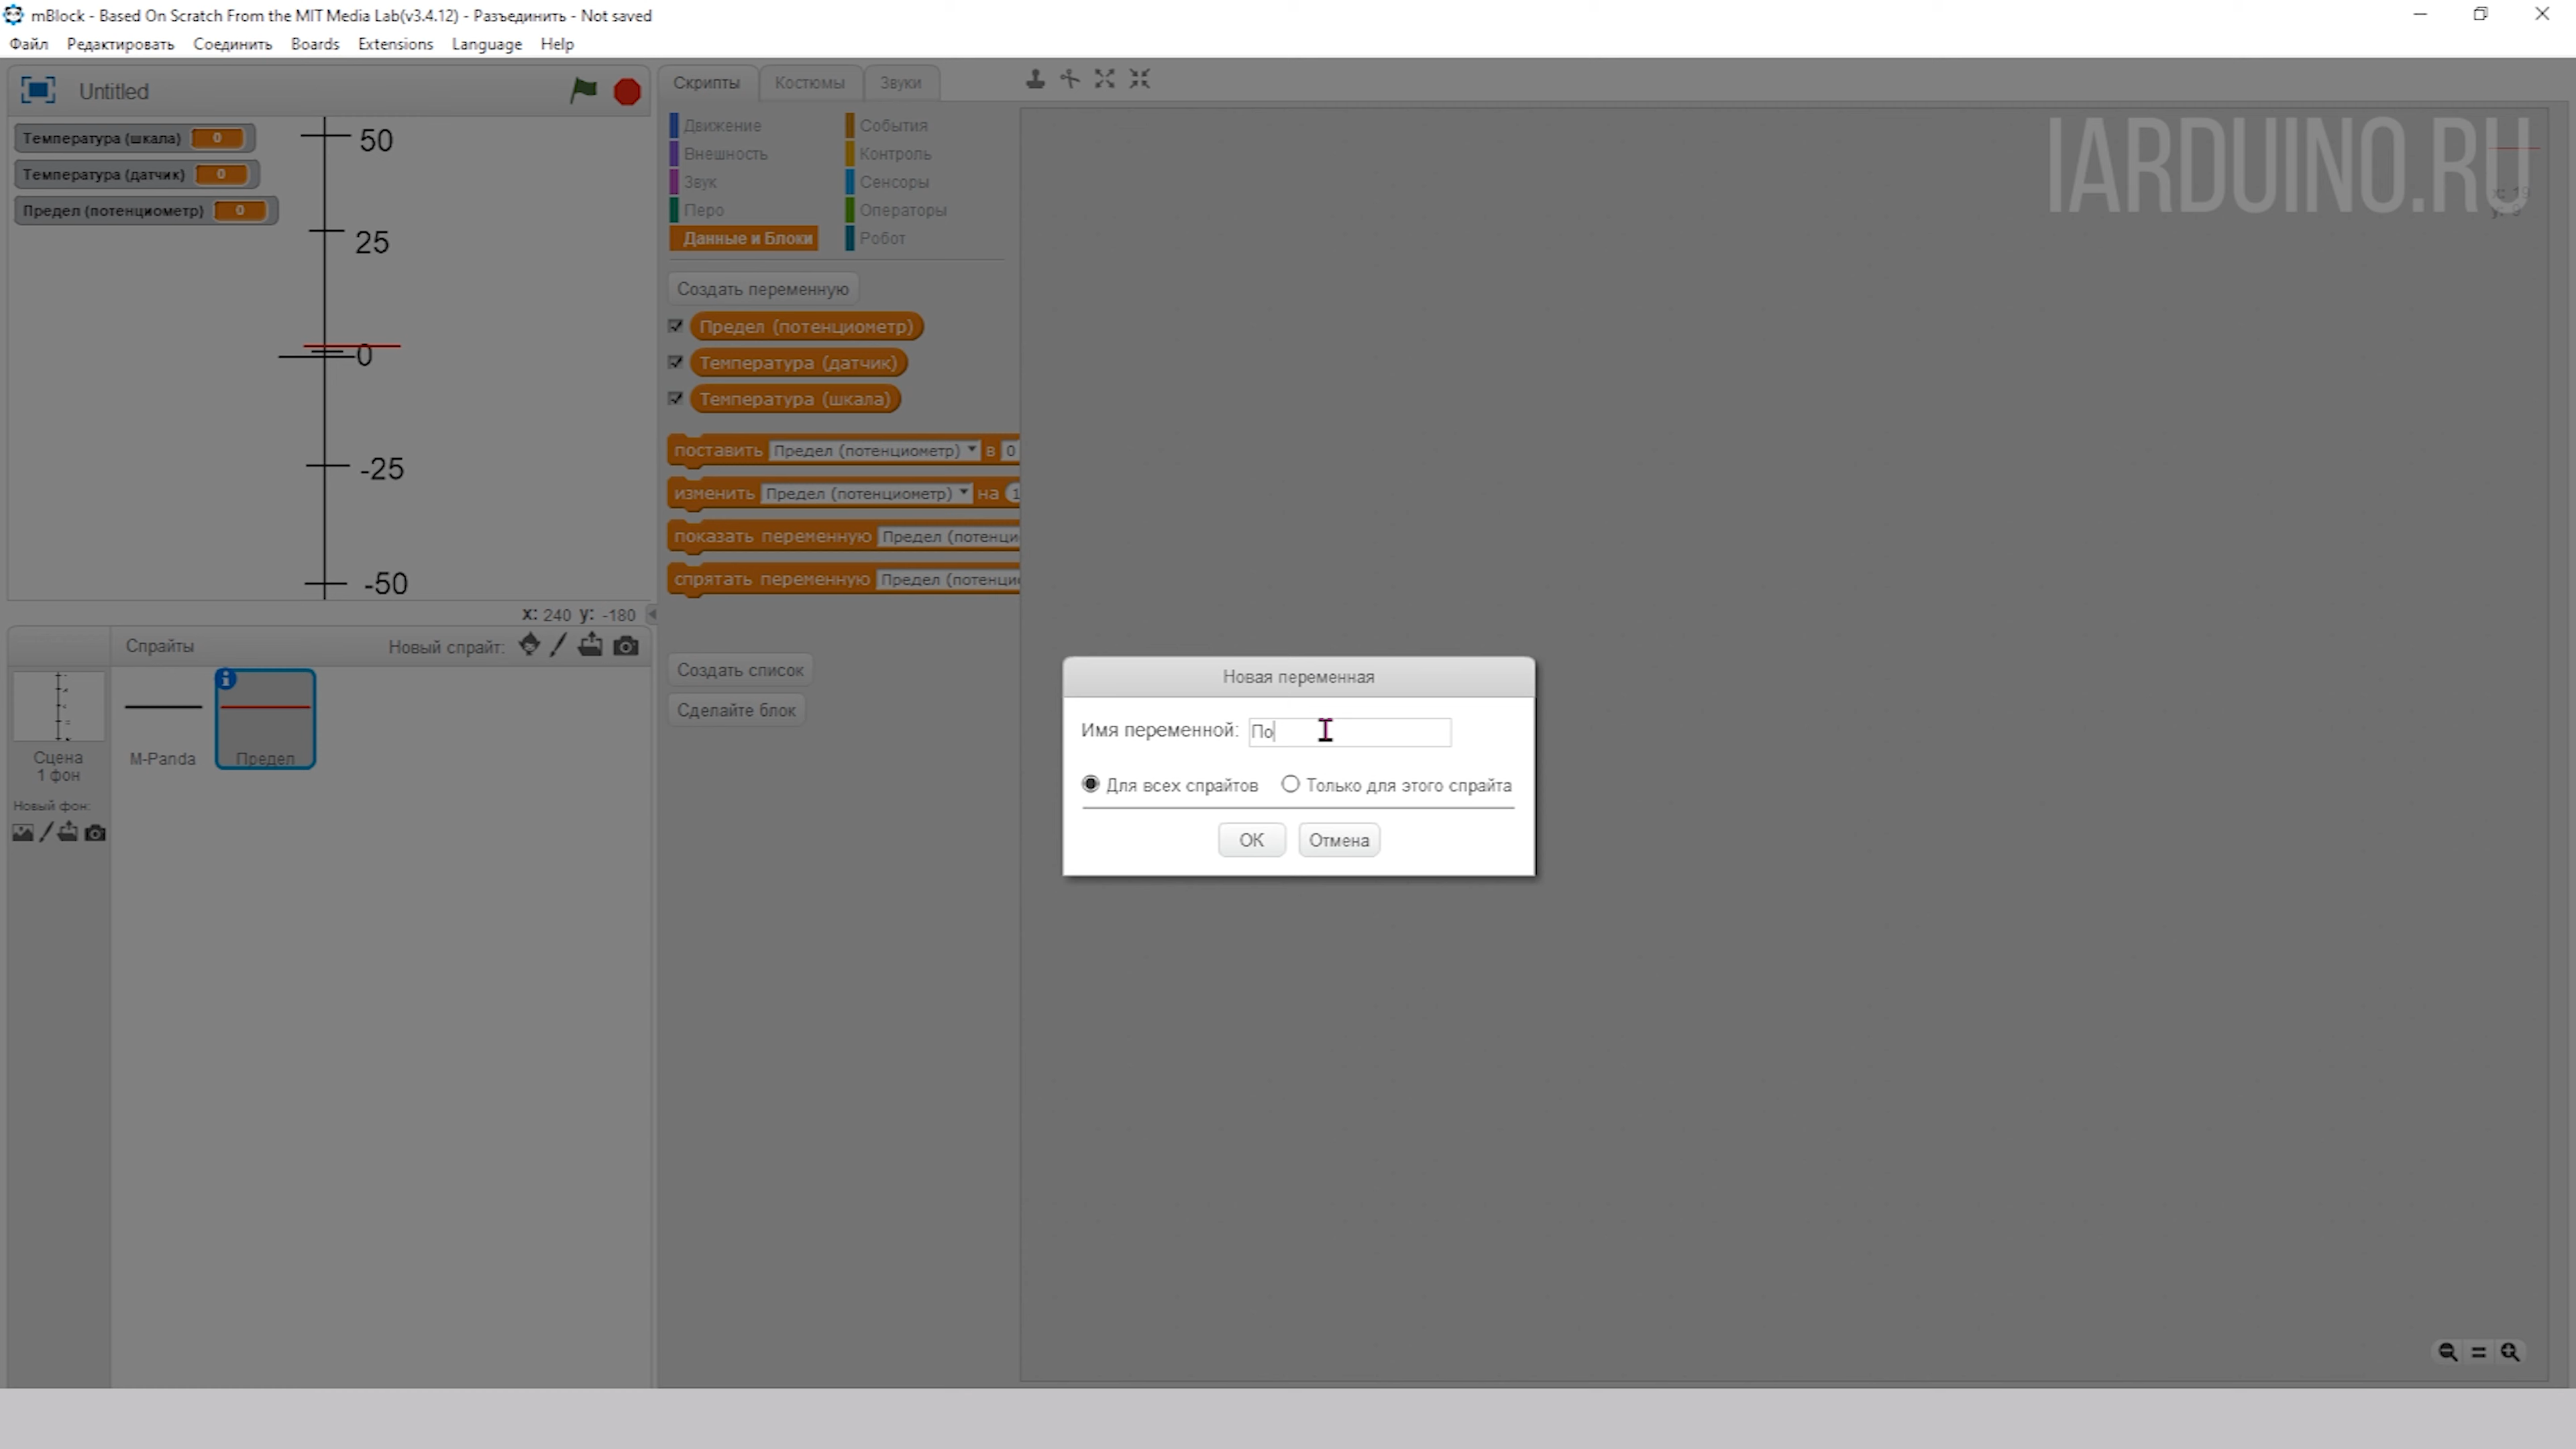 mBlock - Based On Scratch From the MIT Media Lab(v3.4.12) - Разъединить - Not saved
Файл Редактировать Соединить Boards Extensions Language Help
Untitled
Температура (шкала) 0
Температура (датчик) 0
Предел (потенциометр) 0
50
25
0
-25
-50
x: 240 y: -180
Спрайты
Новый спрайт:
Сцена
1 фон
Новый фон:
M-Panda
Предел
Скрипты Костюмы Звуки
Движение События
Внешность Контроль
Звук Сенсоры
Перо Операторы
Данные и Блоки Робот
Создать переменную
Предел (потенциометр)
Температура (датчик)
Температура (шкала)
поставить Предел (потенциометр) в 0
изменить Предел (потенциометр) на 1
показать переменную Предел (потенци
спрятать переменную Предел (потенци
Создать список
Сделайте блок
IARDUINO.RU
Новая переменная
Имя переменной: По
Для всех спрайтов Только для этого спрайта
OK Отмена